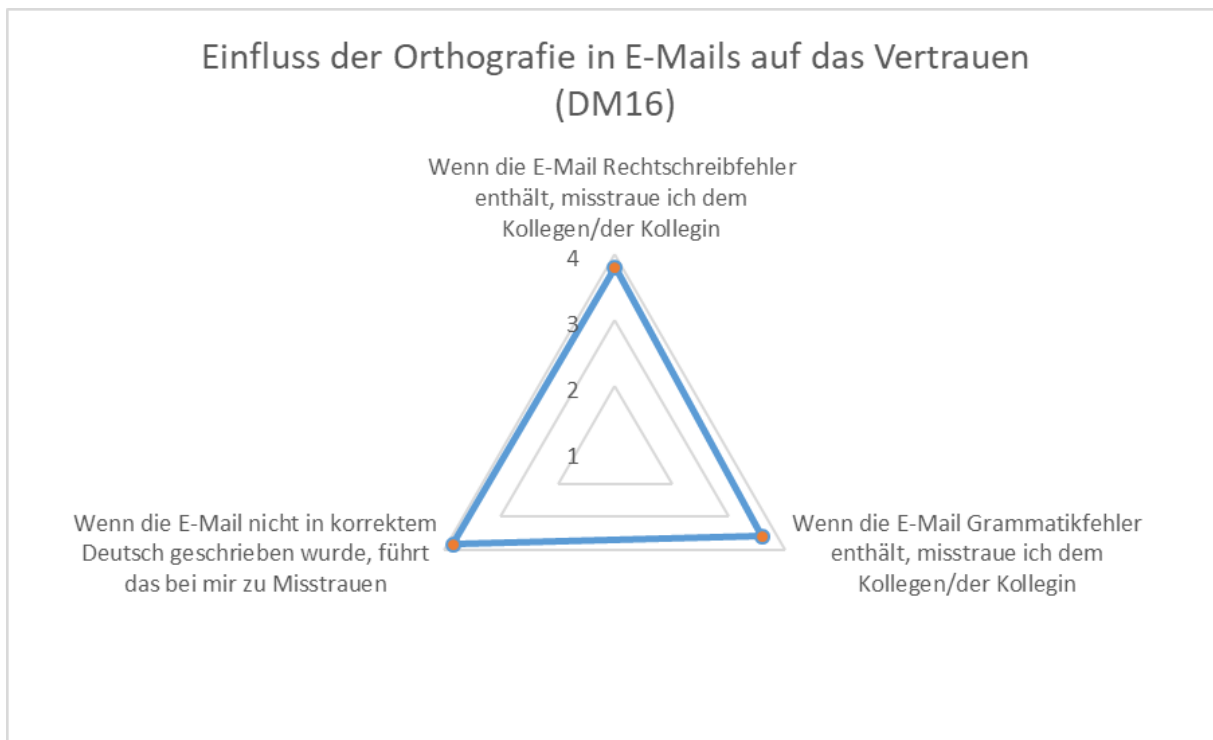 Einfluss der Orthografie in E-Mails auf das Vertrauen
(DM16)
Wenn die E-Mail Rechtschreibfehler
enthält, misstraue ich dem
Kollegen/der Kollegin
4
3
2
1
Wenn die E-Mail Grammatikfehler
enthält, misstraue ich dem
Kollegen/der Kollegin
Wenn die E-Mail nicht in korrektem
Deutsch geschrieben wurde, führt
das bei mir zu Misstrauen